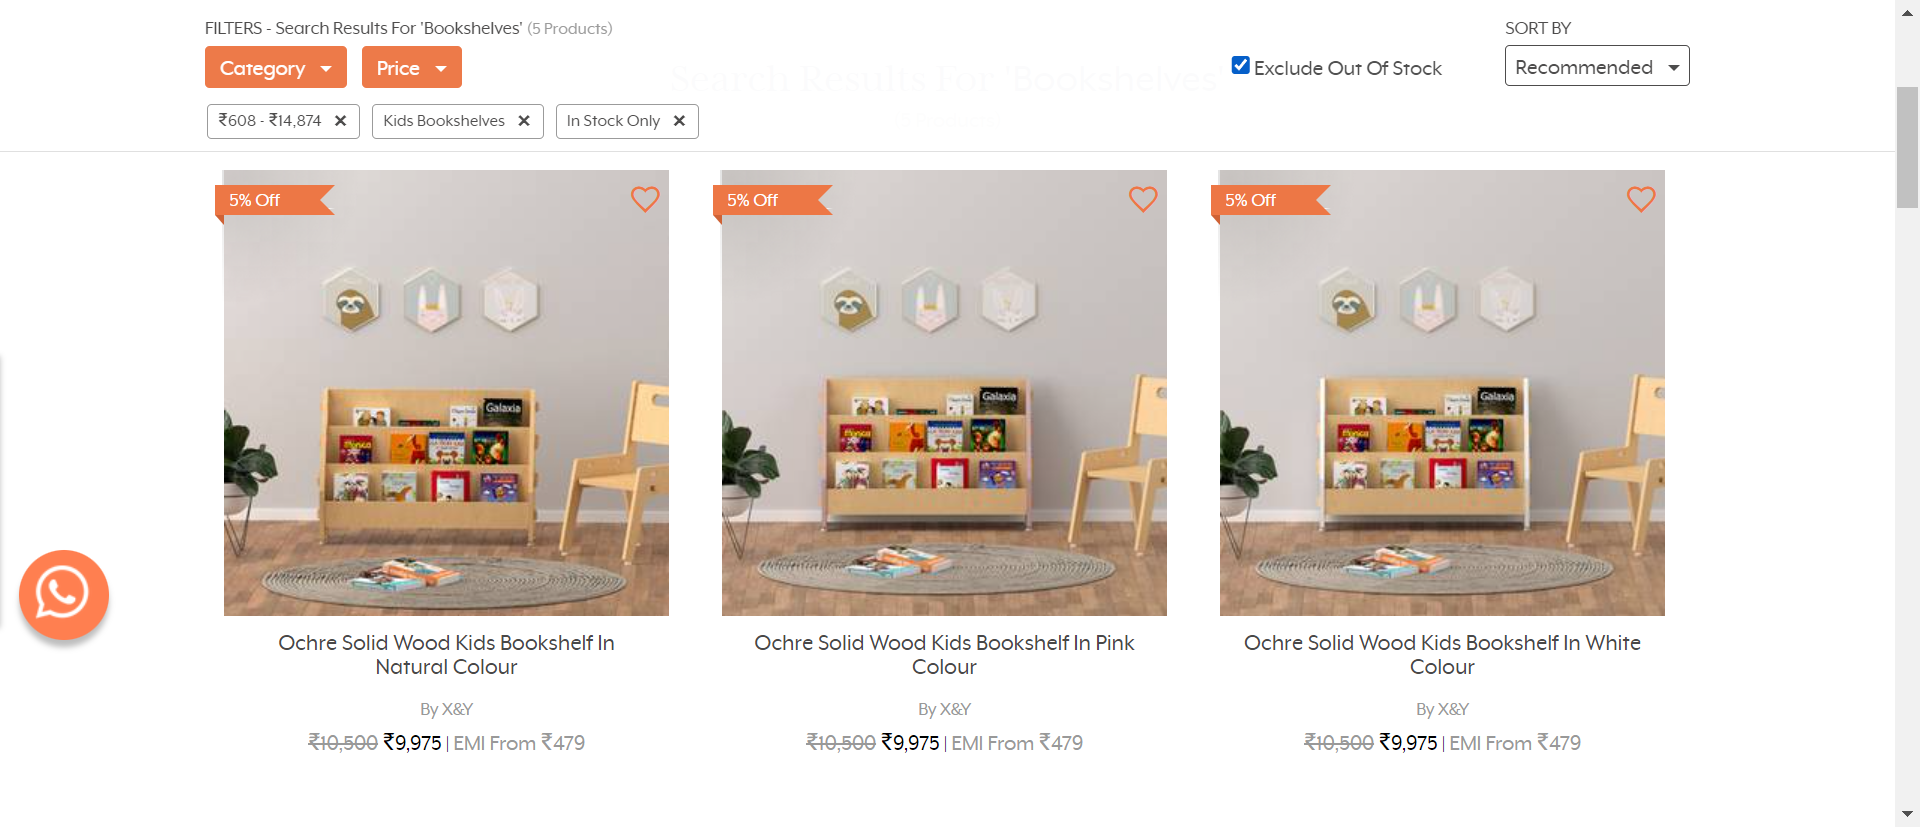 FILTERS - Search Results For 'Bookshelves' (5 Products)
SORT BY
Category
Price
Search Results For 'Bookshelves'
Exclude Out Of Stock
Recommended
₹608 - ₹14,874 ×
Kids Bookshelves ×
In Stock Only ×
5% Off
5% Off
5% Off
Galaxia
Galaxia
Galaxia
Ochre Solid Wood Kids Bookshelf In
Natural Colour
By X&Y
₹10,500 ₹9,975 | EMI From ₹479
Ochre Solid Wood Kids Bookshelf In Pink
Colour
By X&Y
₹10,500 ₹9,975 | EMI From ₹479
Ochre Solid Wood Kids Bookshelf In White
Colour
By X&Y
₹10,500 ₹9,975 | EMI From ₹479